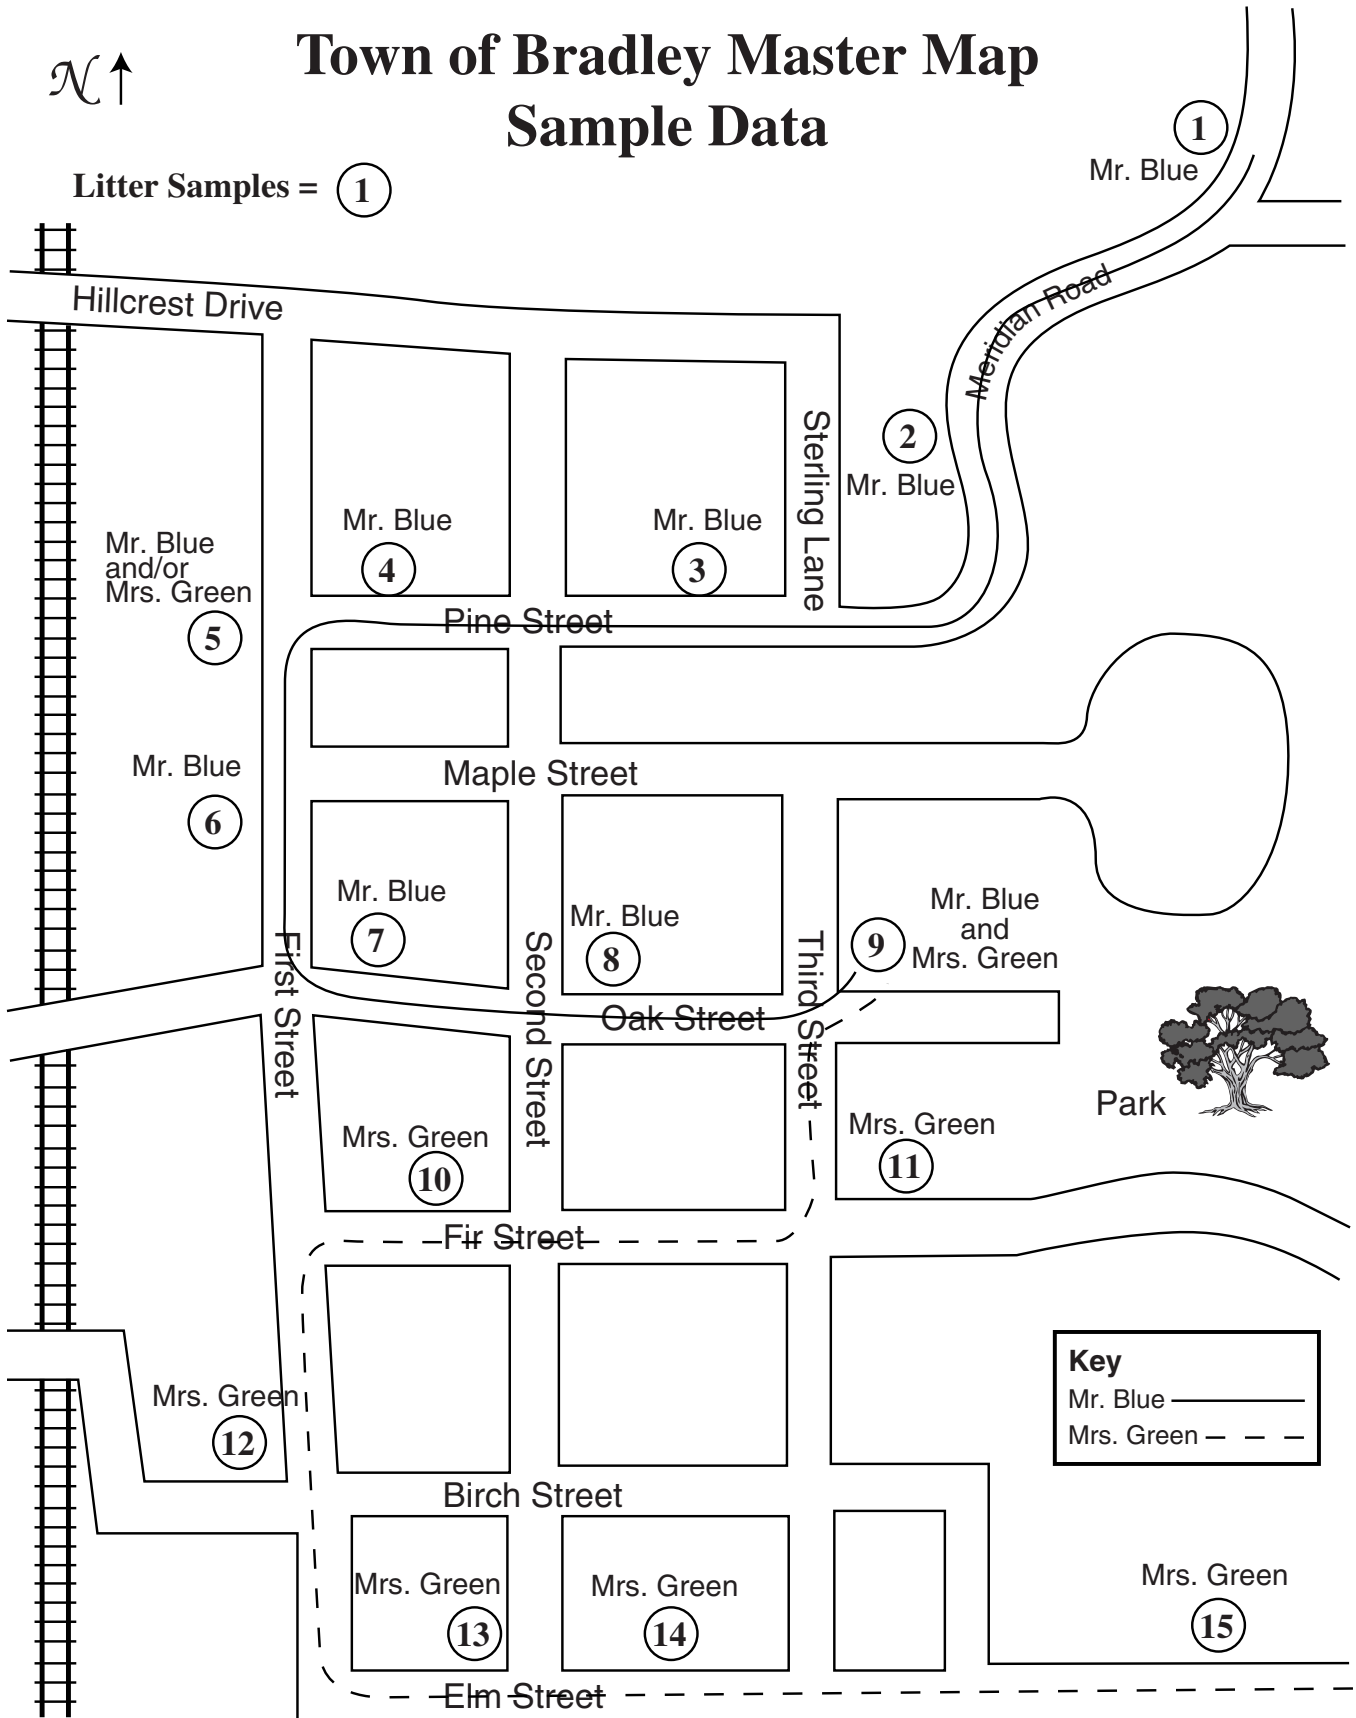 Town of Bradley Master Map
Sample Data
N
Litter Samples = 1
1
Mr. Blue
Hillcrest Drive
Meridian Road
Sterling Lane
2
Mr. Blue
Mr. Blue
4
Mr. Blue
3
Mr. Blue
and/or
Mrs. Green
5
Pine Street
Mr. Blue
6
Maple Street
Mr. Blue
7
Mr. Blue
8
9
Mr. Blue
and
Mrs. Green
First Street
Second Street
Third Street
Oak Street
Park
Mrs. Green
10
Mrs. Green
11
Fir Street
Key
Mr. Blue
Mrs. Green
Mrs. Green
12
Birch Street
Mrs. Green
13
Mrs. Green
14
Mrs. Green
15
Elm Street